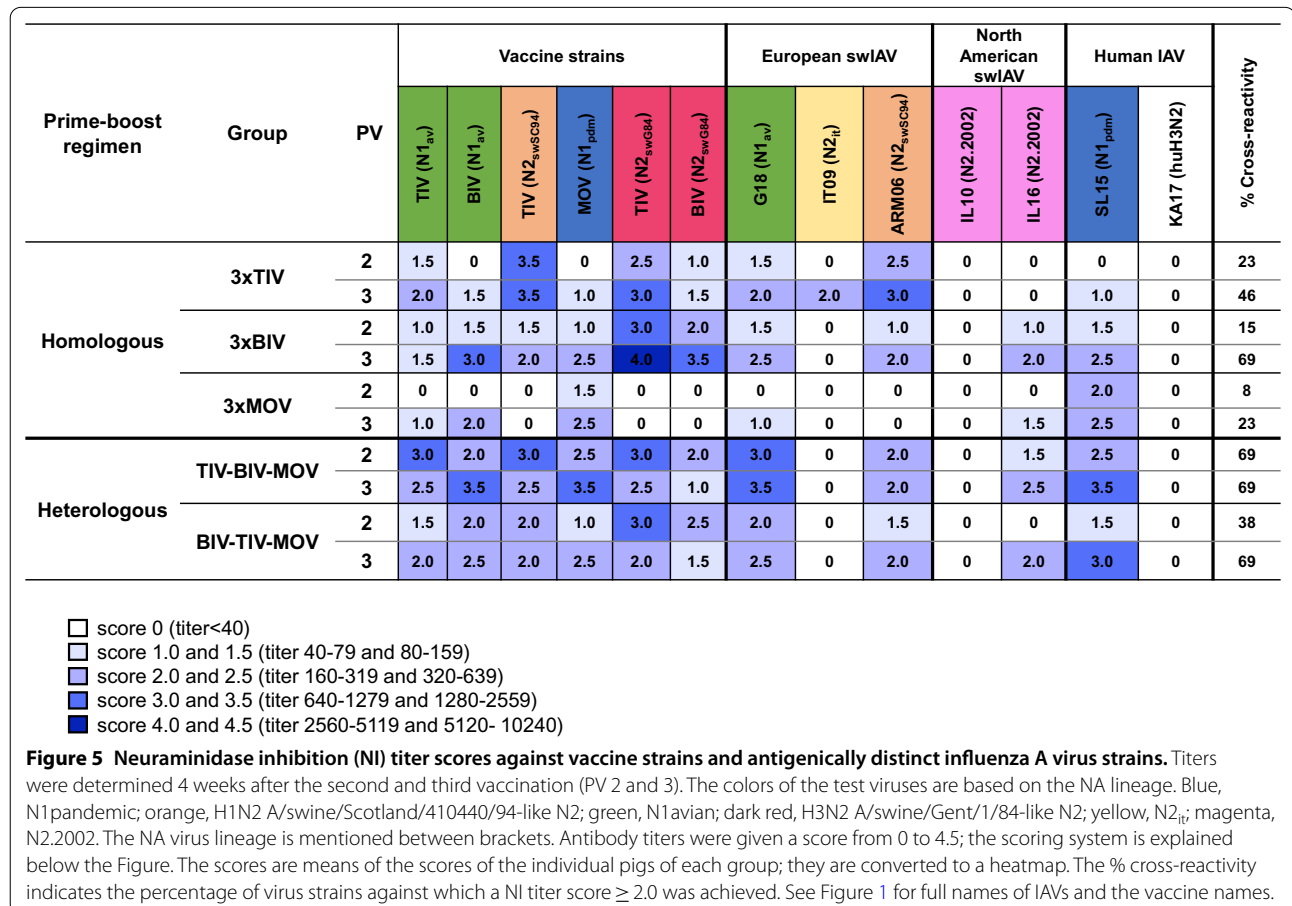 Prime-boost regimen Group PV Vaccine strains European swIAV North American swIAV Human IAV % Cross-reactivity
TIV (N1av) BIV (N1av) TIV (N2swSC94) MOV (N1pdm) TIV (N2swG84) BIV (N2swG84) G18 (N1av) IT09 (N2it) ARM06 (N2swSC94) IL10 (N2.2002) IL16 (N2.2002) SL15 (N1pdm) KA17 (huH3N2)
Homologous 3xTIV 2 1.5 0 3.5 0 2.5 1.0 1.5 0 2.5 0 0 0 0 23
3 2.0 1.5 3.5 1.0 3.0 1.5 2.0 2.0 3.0 0 0 1.0 0 46
3xBIV 2 1.0 1.5 1.5 1.0 3.0 2.0 1.5 0 1.0 0 1.0 1.5 0 15
3 1.5 3.0 2.0 2.5 4.0 3.5 2.5 0 2.0 0 2.0 2.5 0 69
3xMOV 2 0 0 0 1.5 0 0 0 0 0 0 0 2.0 0 8
3 1.0 2.0 0 2.5 0 0 1.0 0 0 0 1.5 2.5 0 23
Heterologous TIV-BIV-MOV 2 3.0 2.0 3.0 2.5 3.0 2.0 3.0 0 2.0 0 1.5 2.5 0 69
3 2.5 3.5 2.5 3.5 2.5 1.0 3.5 0 2.0 0 2.5 3.5 0 69
BIV-TIV-MOV 2 1.5 2.0 2.0 1.0 3.0 2.5 2.0 0 1.5 0 0 1.5 0 38
3 2.0 2.5 2.0 2.5 2.0 1.5 2.5 0 2.0 0 2.0 3.0 0 69
score 0 (titer<40)
score 1.0 and 1.5 (titer 40-79 and 80-159)
score 2.0 and 2.5 (titer 160-319 and 320-639)
score 3.0 and 3.5 (titer 640-1279 and 1280-2559)
score 4.0 and 4.5 (titer 2560-5119 and 5120- 10240)
Figure 5 Neuraminidase inhibition (NI) titer scores against vaccine strains and antigenically distinct influenza A virus strains. Titers
were determined 4 weeks after the second and third vaccination (PV 2 and 3). The colors of the test viruses are based on the NA lineage. Blue,
N1pandemic; orange, H1N2 A/swine/Scotland/410440/94-like N2; green, N1avian; dark red, H3N2 A/swine/Gent/1/84-like N2; yellow, N2it; magenta,
N2.2002. The NA virus lineage is mentioned between brackets. Antibody titers were given a score from 0 to 4.5; the scoring system is explained
below the Figure. The scores are means of the scores of the individual pigs of each group; they are converted to a heatmap. The % cross-reactivity
indicates the percentage of virus strains against which a NI titer score ≥ 2.0 was achieved. See Figure 1 for full names of IAVs and the vaccine names.